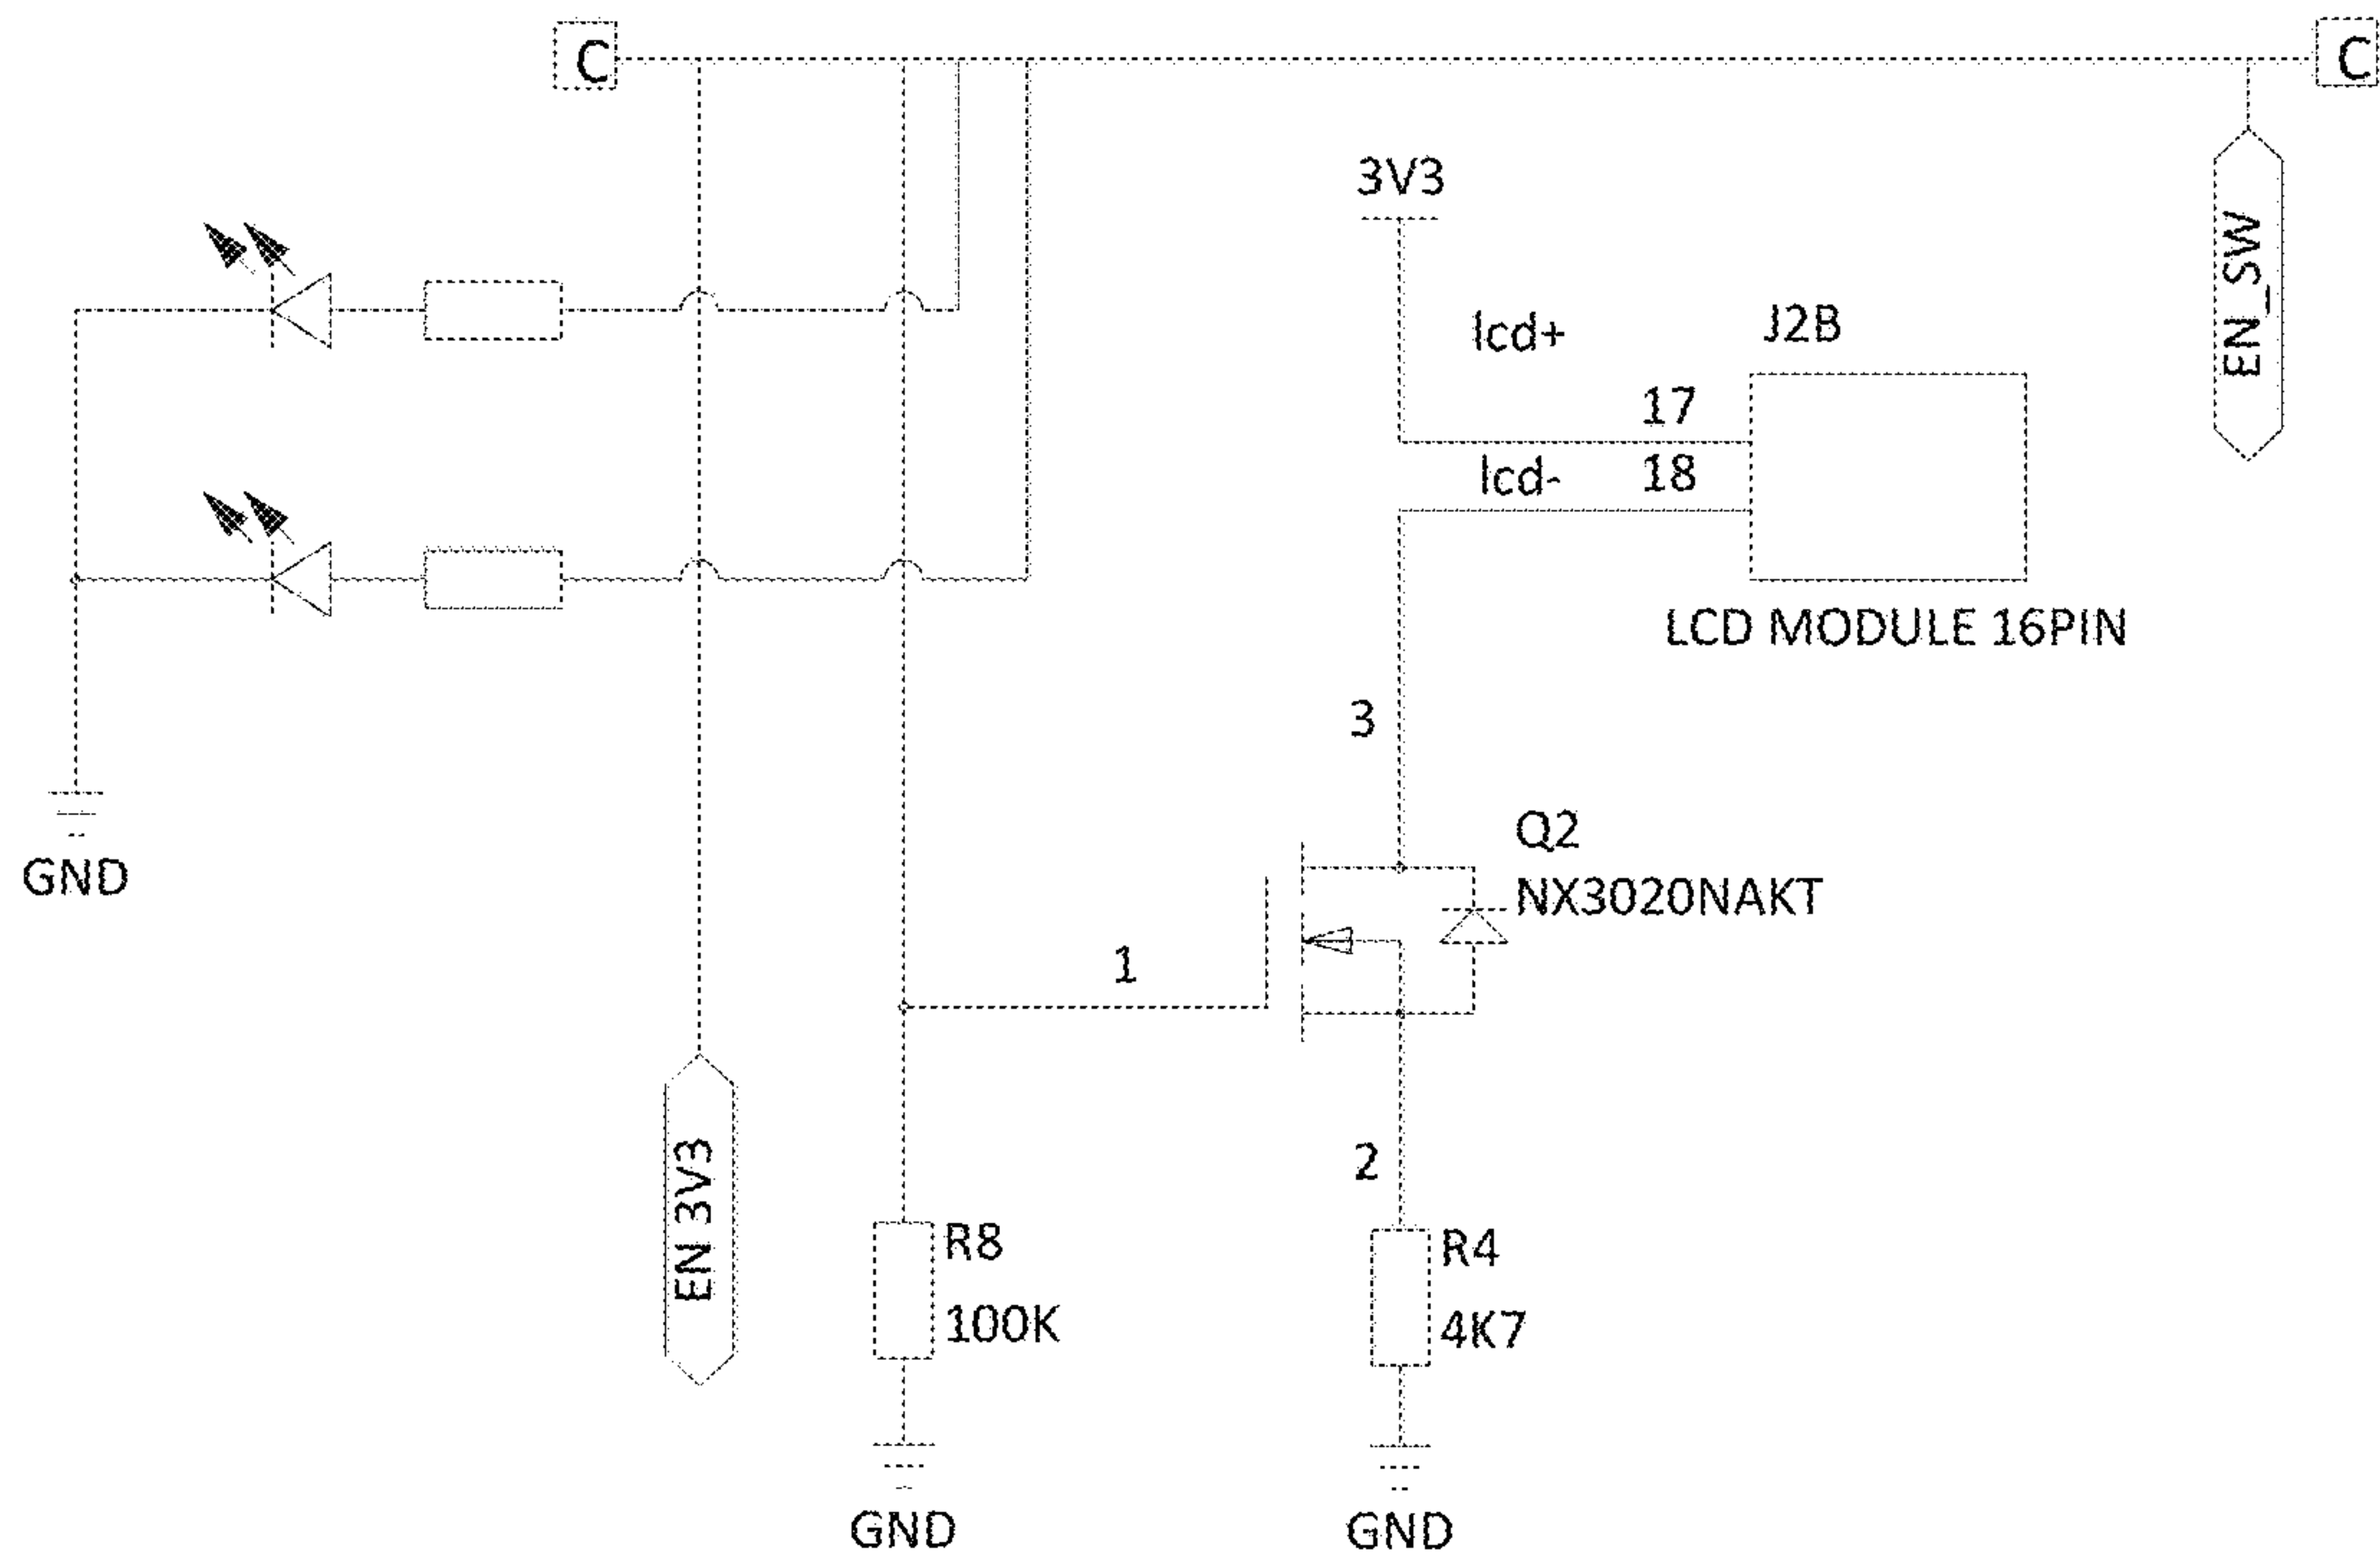 C
C
3V3
EN_SW
lcd+
J2B
17
lcd-
18
LCD MODULE 16PIN
3
GND
Q2
NX3020NAKT
1
EN 3V3
2
R8
100K
R4
4K7
GND
GND